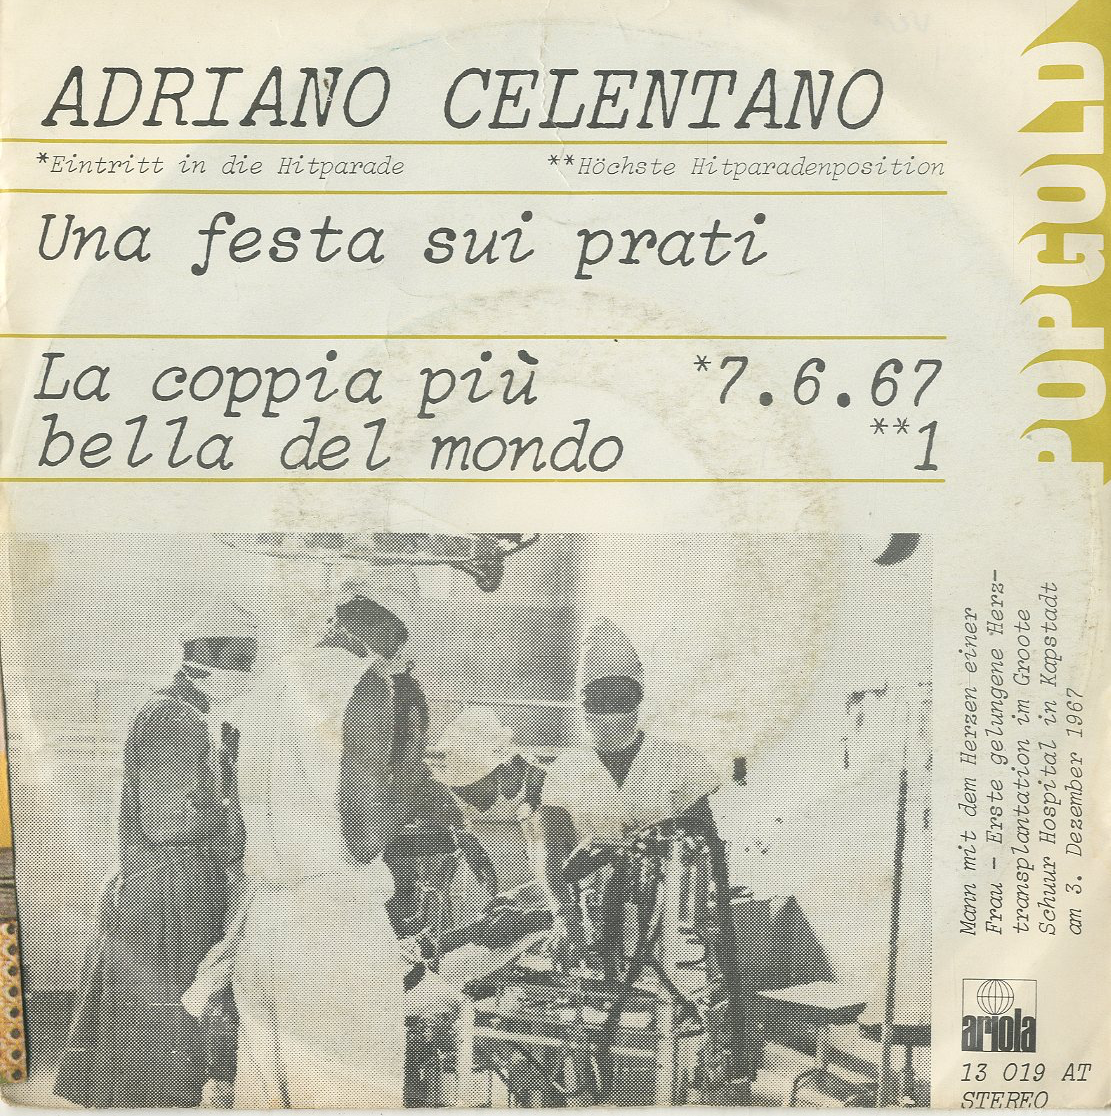 ADRIANO CELENTANO
*Eintritt in die Hitparade **Höchste Hitparadenposition
Una festa sui prati
La coppia più *7.6.67
bella del mondo **1
POPGOLD
Mann mit dem Herzen einer
Frau – Erste gelungene Herz-
transplantation im Groote
Schuur Hospital in Kapstadt
am 3. Dezember 1967
ariola
13 019 AT
STEREO